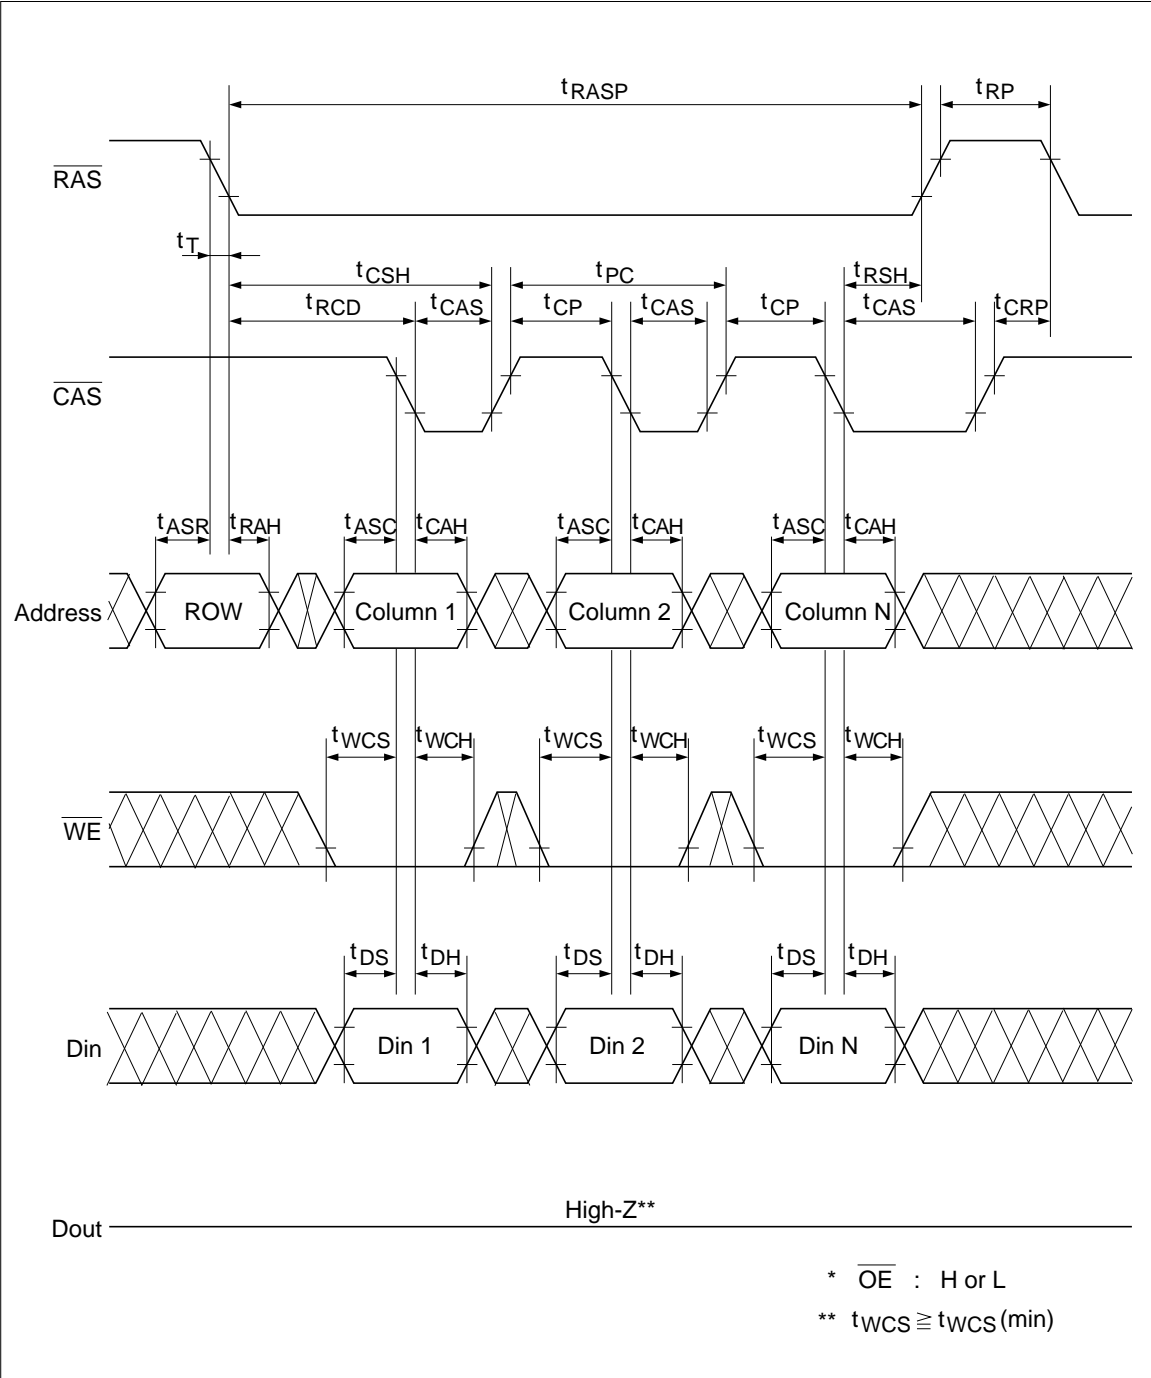 tRASP tRP
RAS
tT
tCSH tPC tRSH
tRCD tCAS tCP tCAS tCP tCAS tCRP
CAS
tASR tRAH tASC tCAH tASC tCAH tASC tCAH
Address ROW Column 1 Column 2 Column N
tWCS tWCH tWCS tWCH tWCS tWCH
WE
tDS tDH tDS tDH tDS tDH
Din Din 1 Din 2 Din N
High-Z**
Dout
* OE : H or L
** tWCS ≧ tWCS (min)